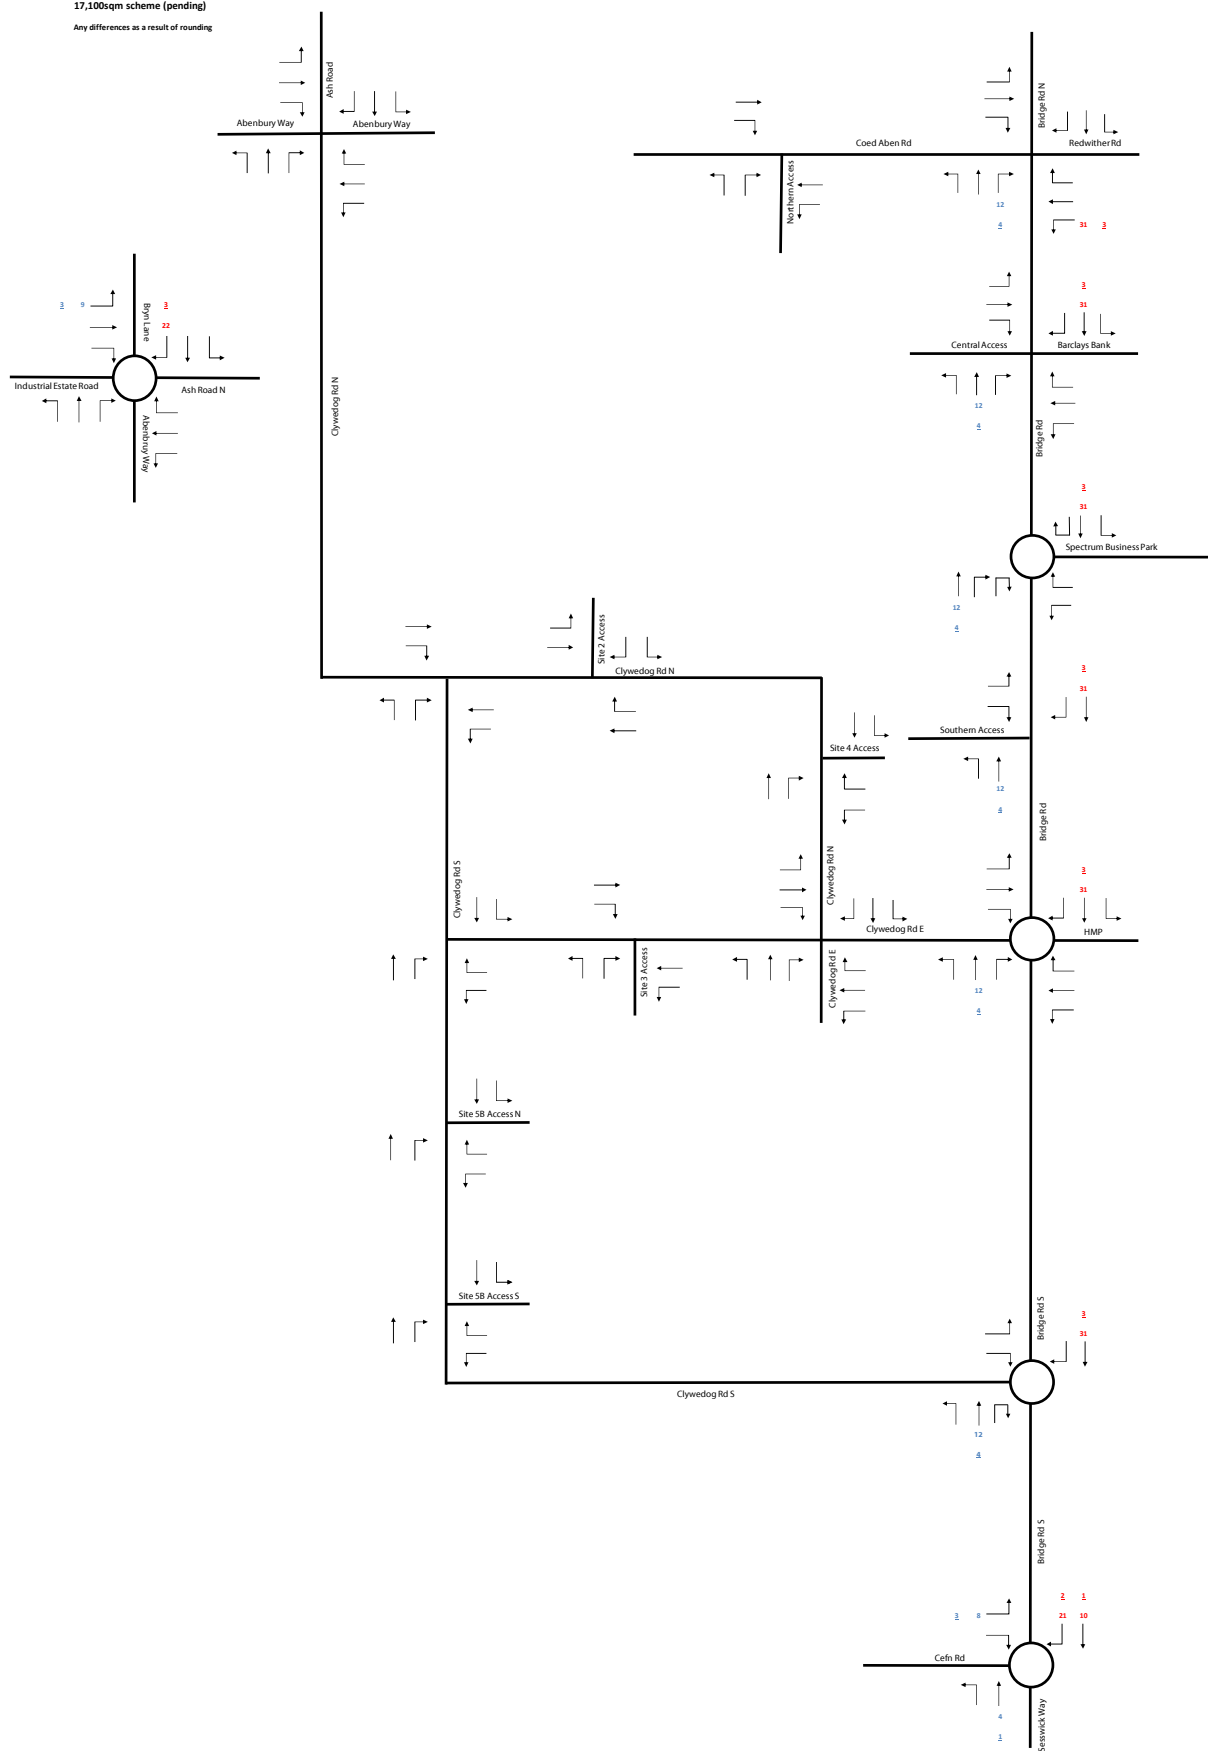 17,100sqm scheme (pending)
Any differences as a result of rounding
Ash Road
Abenbury Way
Abenbury Way
Clywedog Rd N
Bridge Rd N
Coed Aben Rd
Redwither Rd
Northern Access
12
4
31 3
3
31
Central Access
Barclays Bank
12
4
Bridge Rd
3 9
Bryn Lane
3
22
Industrial Estate Road
Ash Road N
Abenbruy Way
3
31
Spectrum Business Park
12
4
Site 2 Access
Clywedog Rd N
3
31
Southern Access
Site 4 Access
12
4
Bridge Rd
Clywedog Rd S
Clywedog Rd N
3
31
Clywedog Rd E
HMP
Site 3 Access
Clywedog Rd E
12
4
Site 5B Access N
Site 5B Access S
Bridge Rd S
3
31
Clywedog Rd S
12
4
Bridge Rd S
3 8
2 1
21 10
Cefn Rd
4
1
Sesswick Way